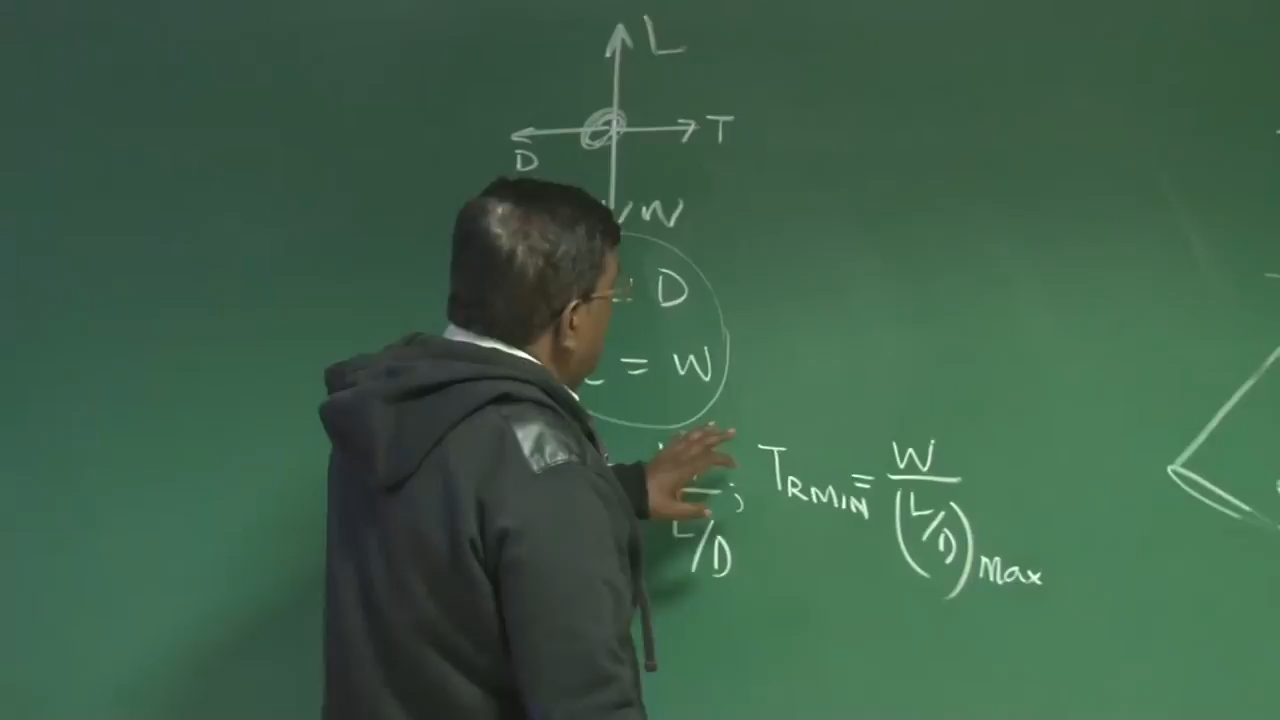 L
D T
W
= D
= W
T_RMIN = W / (L/D)_Max
; L/D